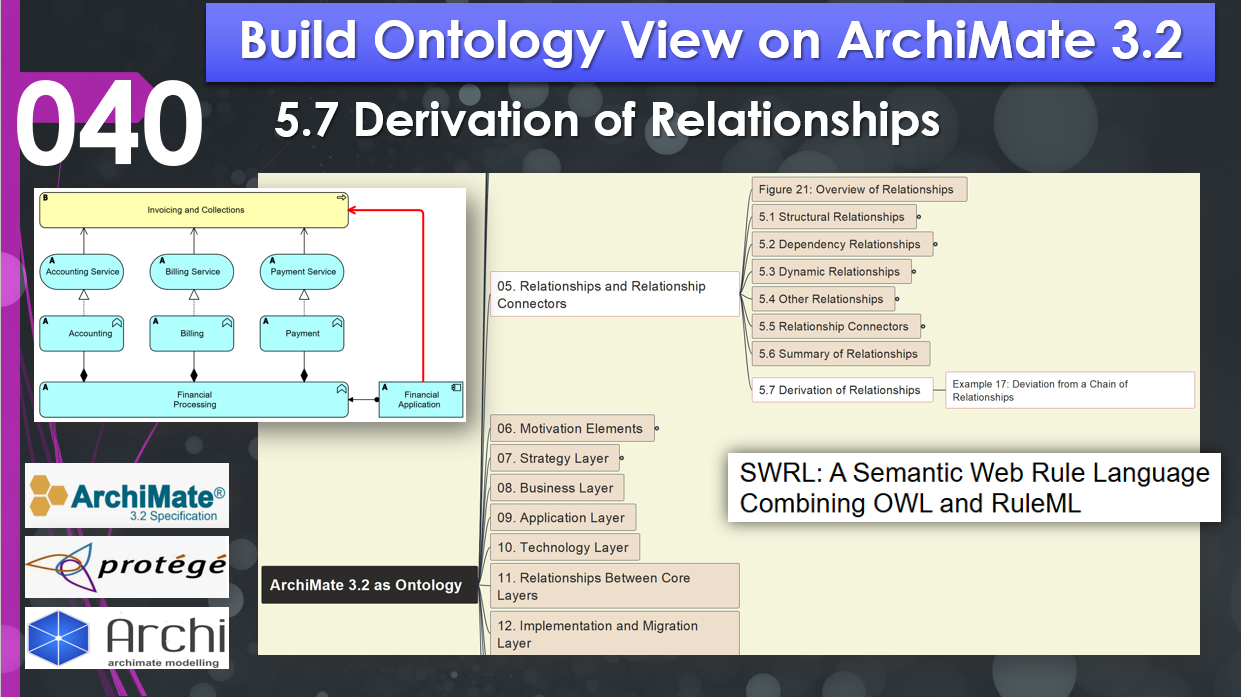 Build Ontology View on ArchiMate 3.2
040
5.7 Derivation of Relationships
B
Invoicing and Collections
A
Accounting Service
A
Billing Service
A
Payment Service
A
Accounting
A
Billing
A
Payment
A
Financial
Processing
A
Financial
Application
Figure 21: Overview of Relationships
5.1 Structural Relationships
5.2 Dependency Relationships
5.3 Dynamic Relationships
5.4 Other Relationships
5.5 Relationship Connectors
5.6 Summary of Relationships
5.7 Derivation of Relationships
Example 17: Deviation from a Chain of
Relationships
05. Relationships and Relationship
Connectors
06. Motivation Elements
07. Strategy Layer
08. Business Layer
09. Application Layer
10. Technology Layer
11. Relationships Between Core
Layers
12. Implementation and Migration
Layer
ArchiMate 3.2 as Ontology
SWRL: A Semantic Web Rule Language
Combining OWL and RuleML
ArchiMate®
3.2 Specification
protégé
Archi
archimate modelling